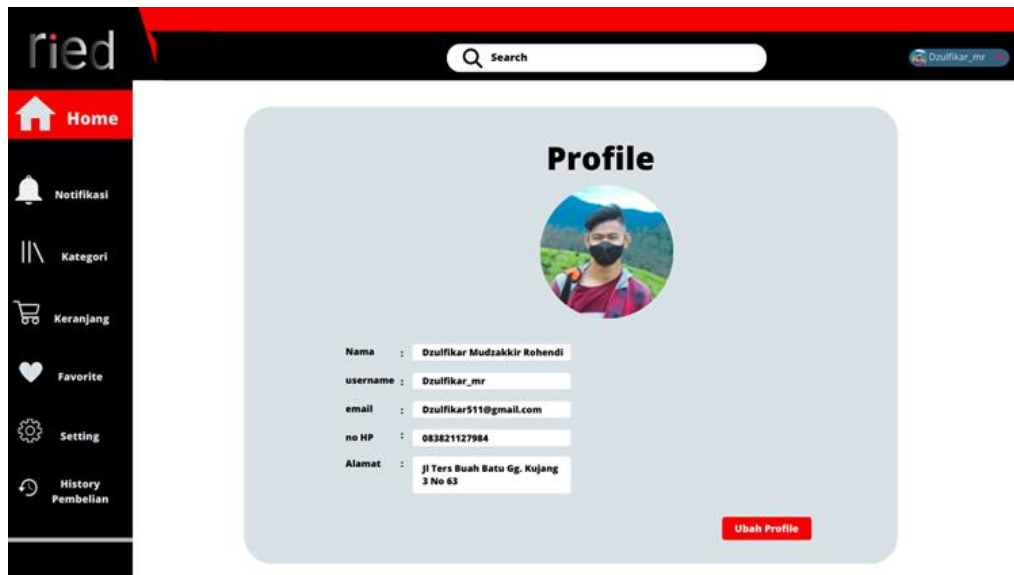 ried
Search
Dzulfikar_mr
Home
Notifikasi
Kategori
Keranjang
Favorite
Setting
History
Pembelian
Profile
Nama : Dzulfikar Mudzakkir Rohendi
username : Dzulfikar_mr
email : Dzulfikar511@gmail.com
no HP : 083821127984
Alamat : Jl Ters Buah Batu Gg. Kujang
3 No 63
Ubah Profile